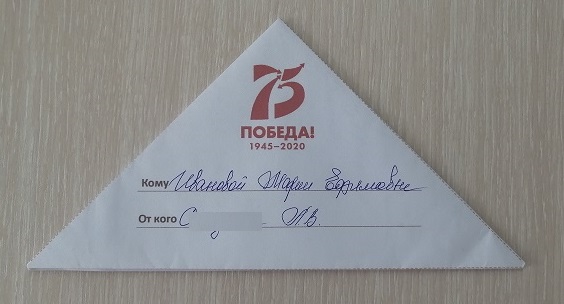 75
ПОБЕДА!
1945–2020
Кому Ивановой Марии Ефимовне
От кого С В.